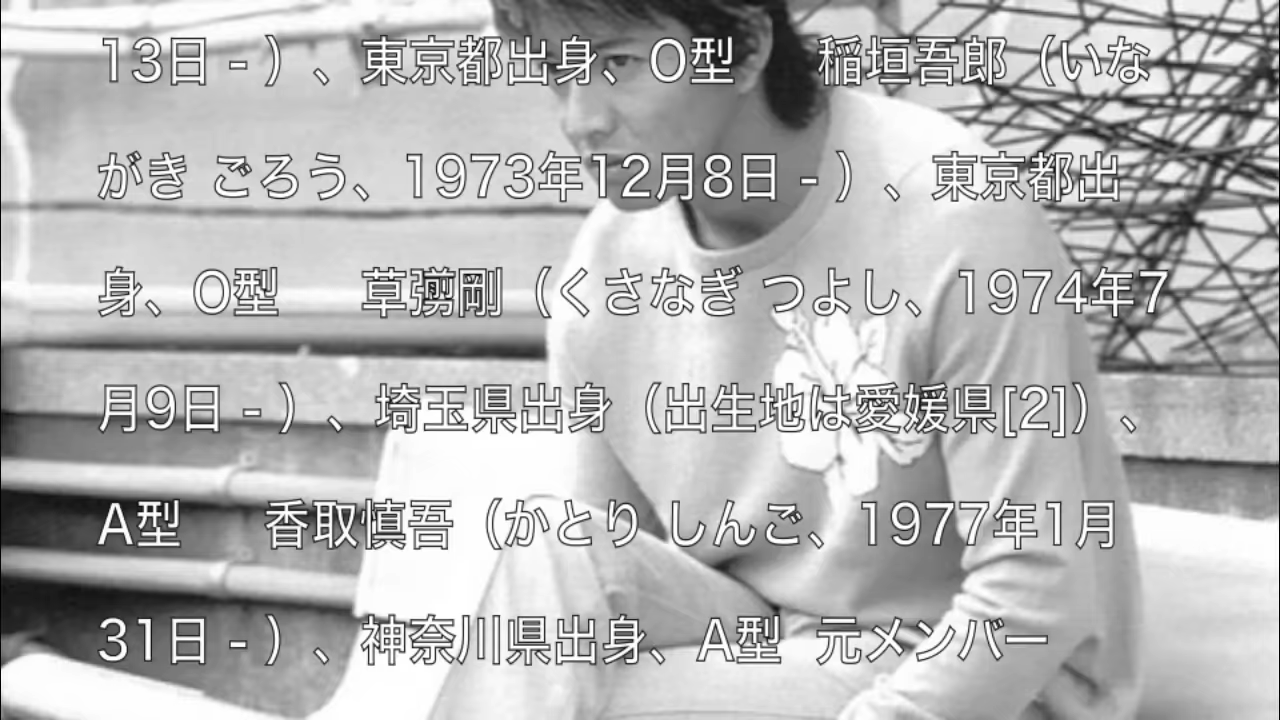 13日 - ）、東京都出身、O型　 稲垣吾郎（いな
がき ごろう、1973年12月8日 - ）、東京都出
身、O型　 草彅剛（くさなぎ つよし、1974年7
月9日 - ）、埼玉県出身（出生地は愛媛県[2]）、
A型　 香取慎吾（かとり しんご、1977年1月
31日 - ）、神奈川県出身、A型 元メンバー